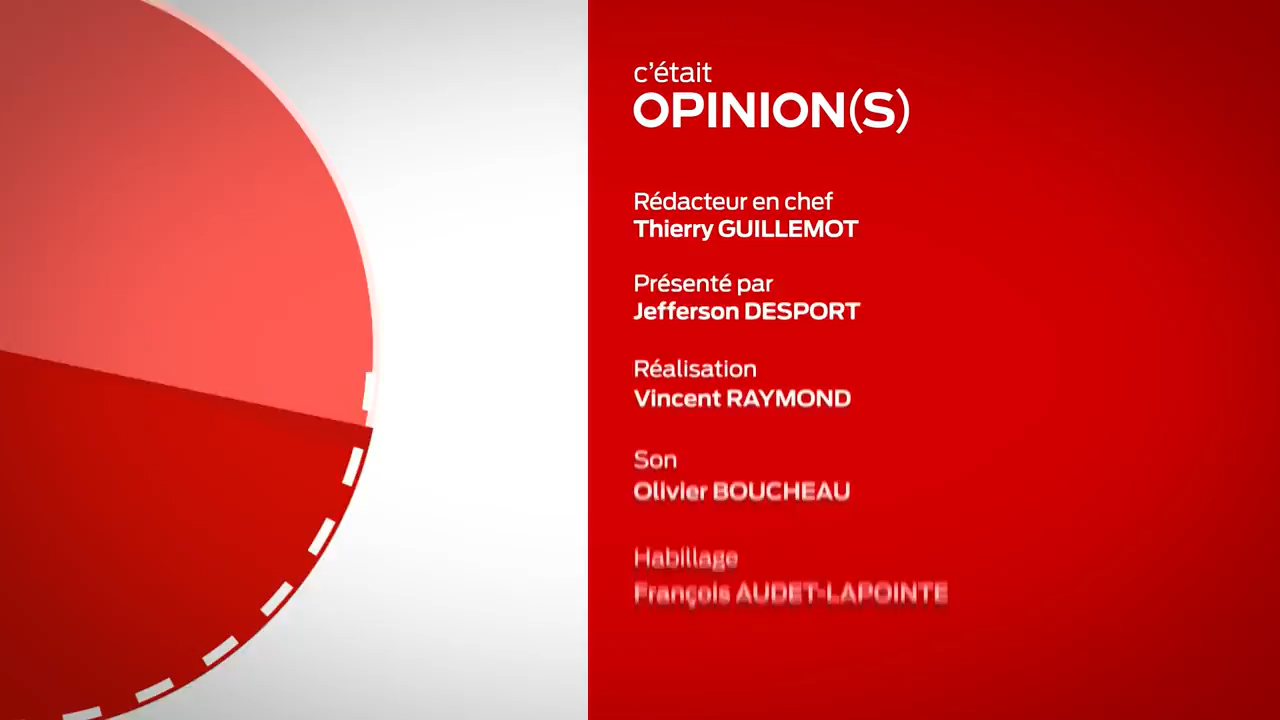 c’était
OPINION(S)
Rédacteur en chef
Thierry GUILLEMOT
Présenté par
Jefferson DESPORT
Réalisation
Vincent RAYMOND
Son
Olivier BOUCHEAU
Habillage
François AUDET-LAPOINTE